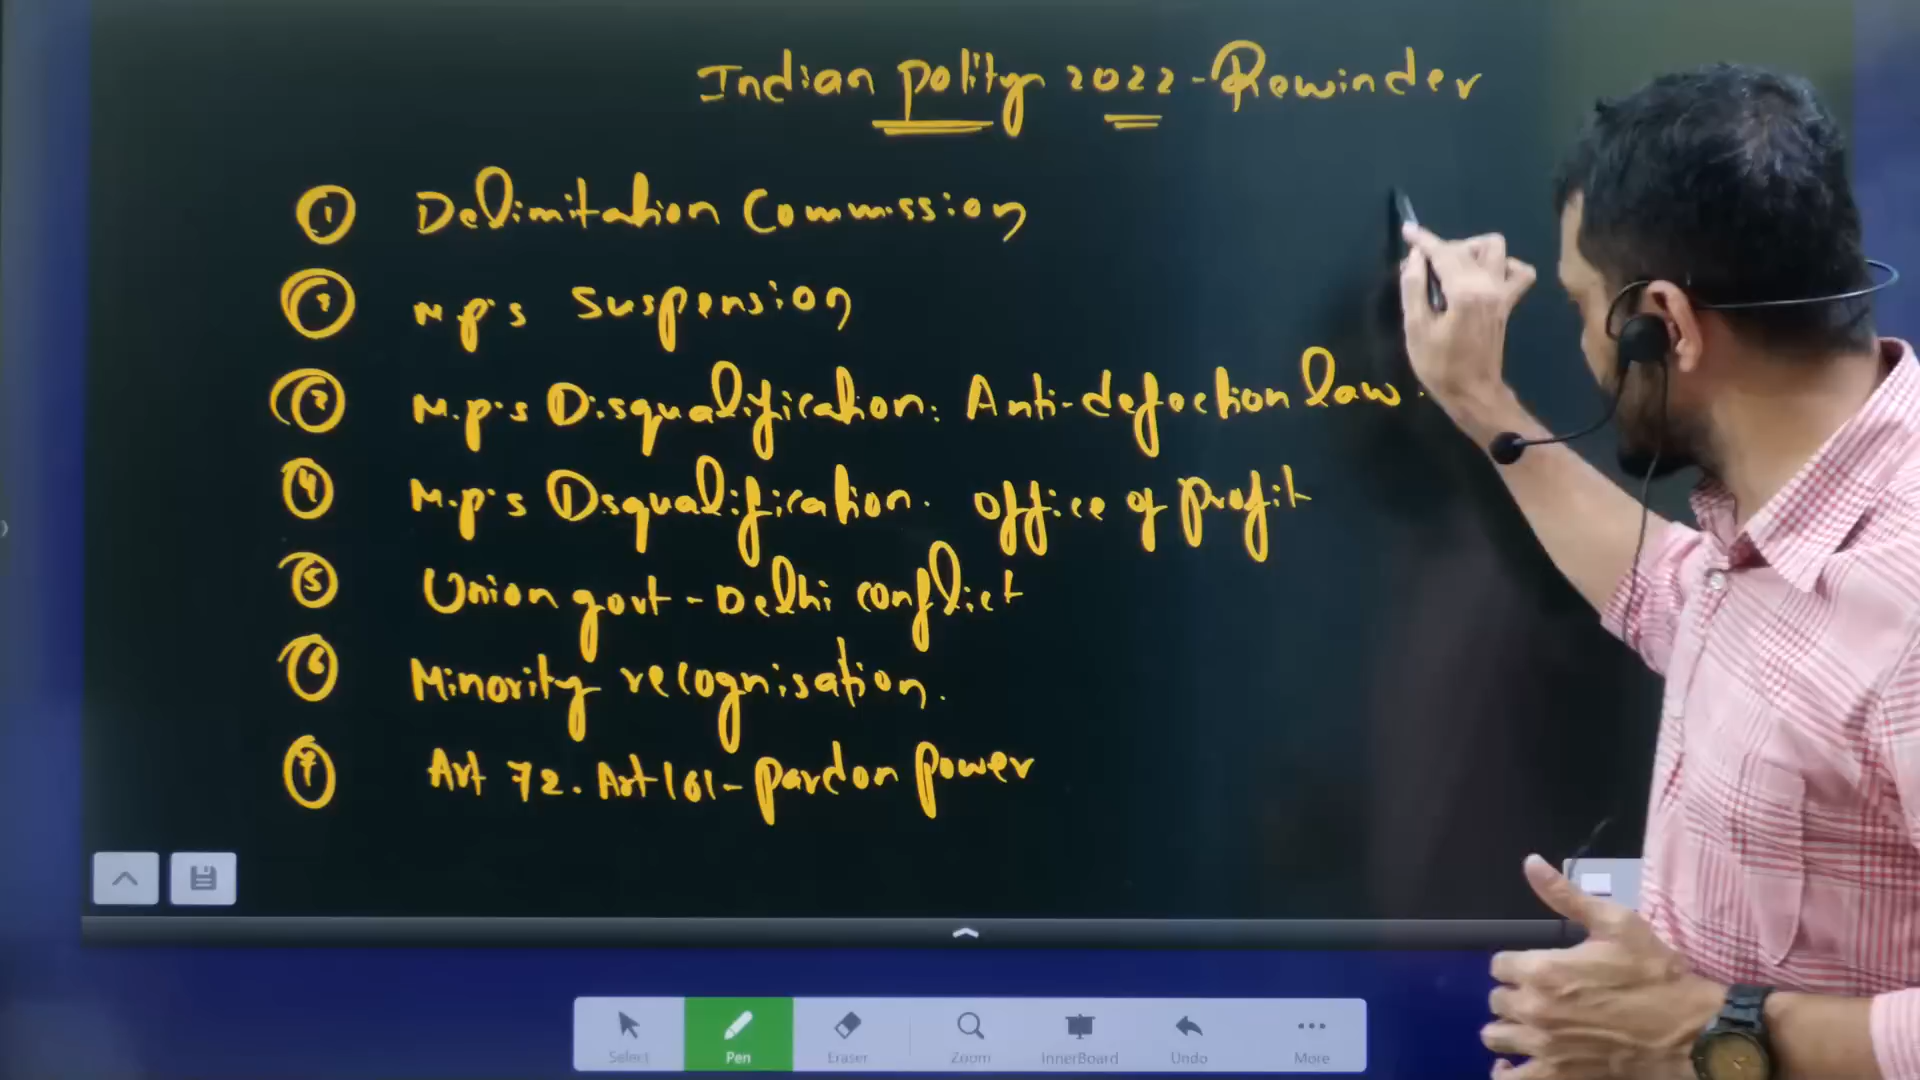 Indian polity 2022 - Rewinder
① Delimitation Commission
② M.p's Suspension
③ M.p's Disqualification: Anti-defection law.
④ M.p's Disqualification. office of profit
⑤ Union govt - Delhi conflict
⑥ Minority recognisation.
⑦ Art 72. Art 161 - pardon power
Select Pen Eraser Zoom InnerBoard Undo More